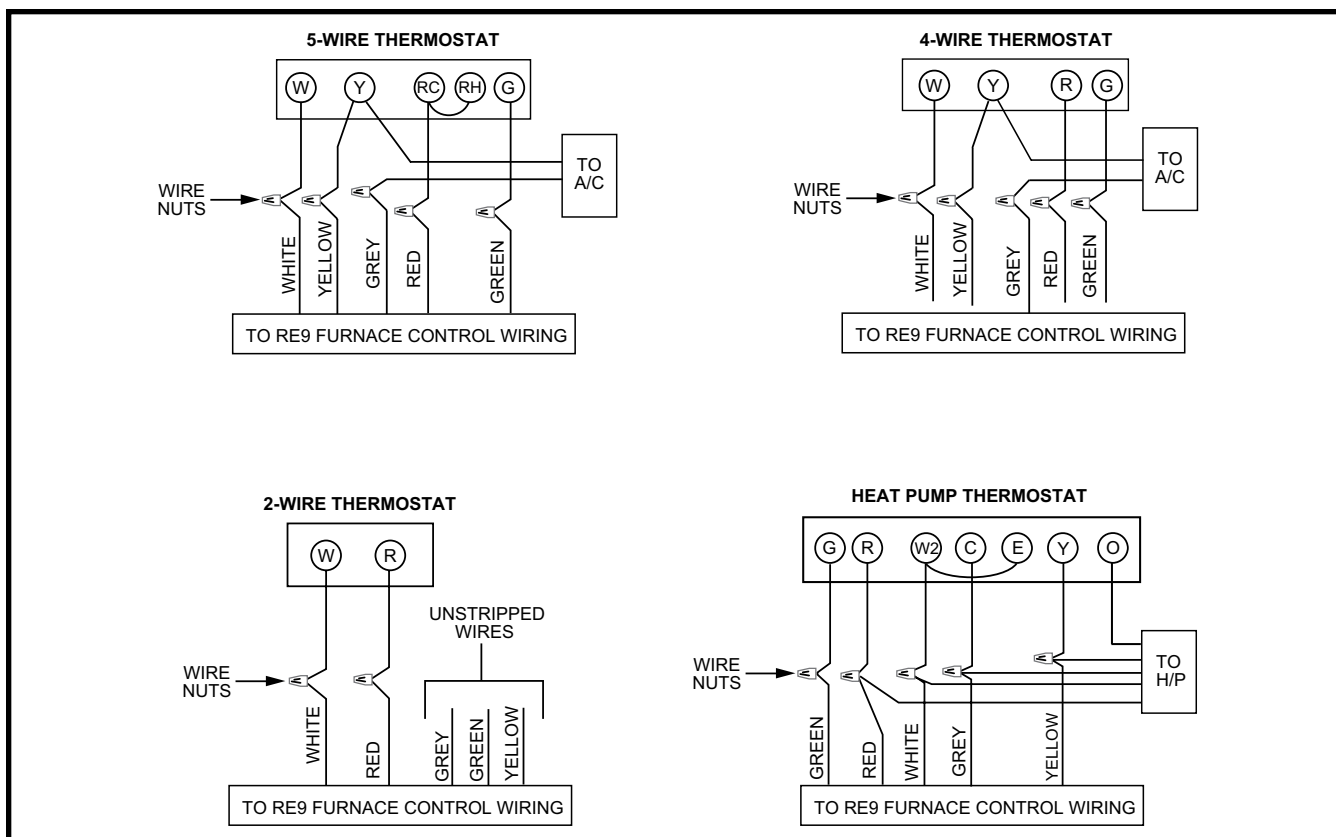 5-WIRE THERMOSTAT
W Y RC RH G
TO
A/C
WIRE
NUTS
WHITE
YELLOW
GREY
RED
GREEN
TO RE9 FURNACE CONTROL WIRING
4-WIRE THERMOSTAT
W Y R G
TO
A/C
WIRE
NUTS
WHITE
YELLOW
GREY
RED
GREEN
TO RE9 FURNACE CONTROL WIRING
2-WIRE THERMOSTAT
W R
UNSTRIPPED
WIRES
WIRE
NUTS
WHITE
RED
GREY
GREEN
YELLOW
TO RE9 FURNACE CONTROL WIRING
HEAT PUMP THERMOSTAT
G R W2 C E Y O
WIRE
NUTS
TO
H/P
GREEN
RED
WHITE
GREY
YELLOW
TO RE9 FURNACE CONTROL WIRING